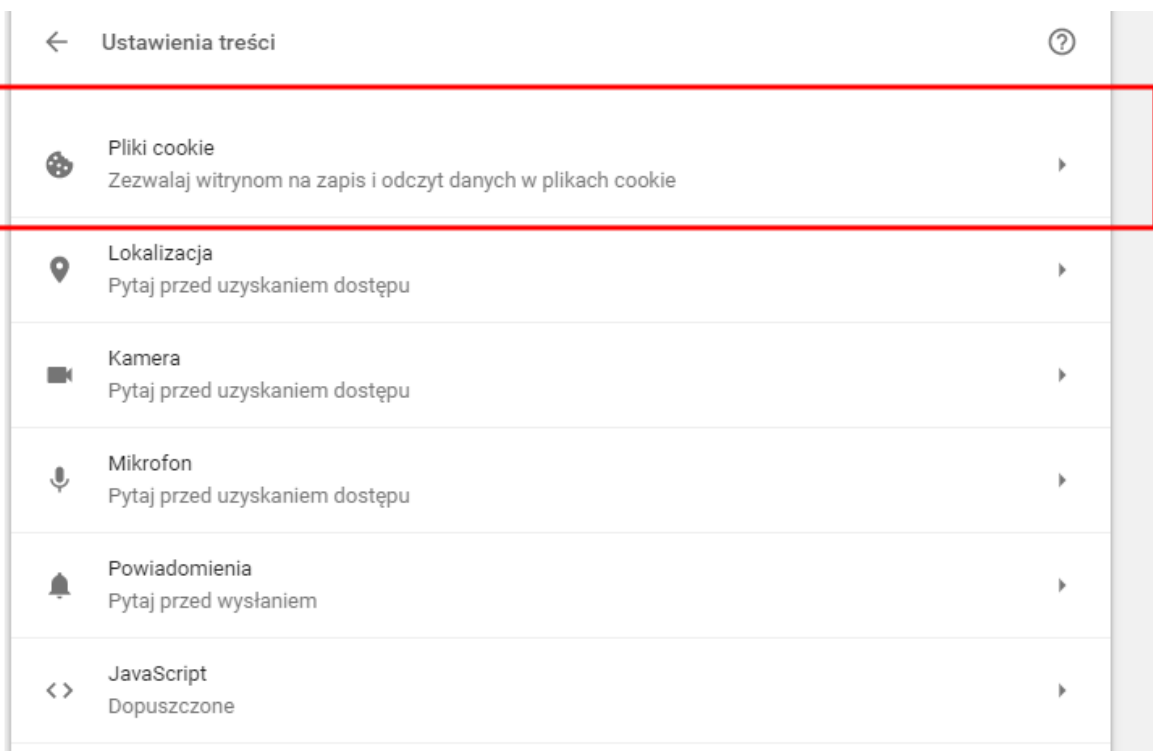 Ustawienia treści
Pliki cookie
Zezwalaj witrynom na zapis i odczyt danych w plikach cookie
Lokalizacja
Pytaj przed uzyskaniem dostępu
Kamera
Pytaj przed uzyskaniem dostępu
Mikrofon
Pytaj przed uzyskaniem dostępu
Powiadomienia
Pytaj przed wysłaniem
JavaScript
Dopuszczone